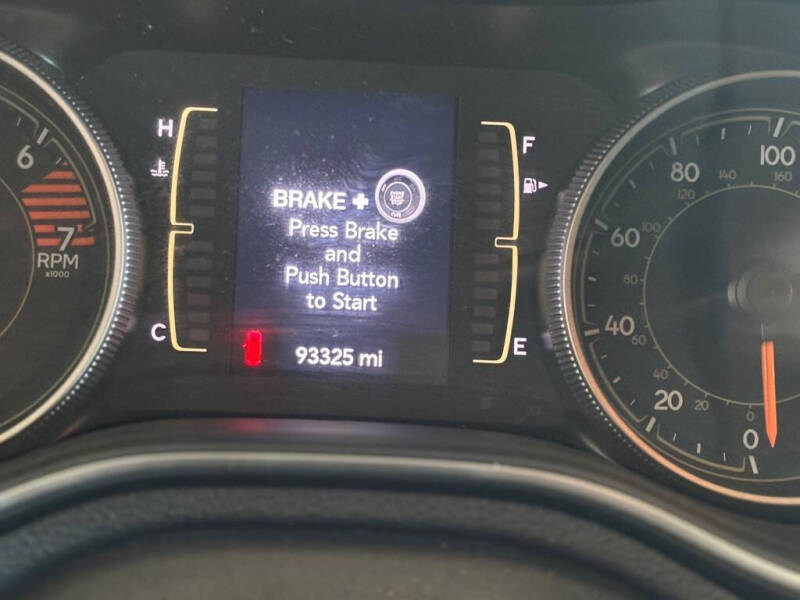 6
7
RPM
x1000
H
C
BRAKE +
Press Brake
and
Push Button
to Start
93325 mi
F
E
100
160
80
140
120
60
100
80
40
60
40
20
20
0
0